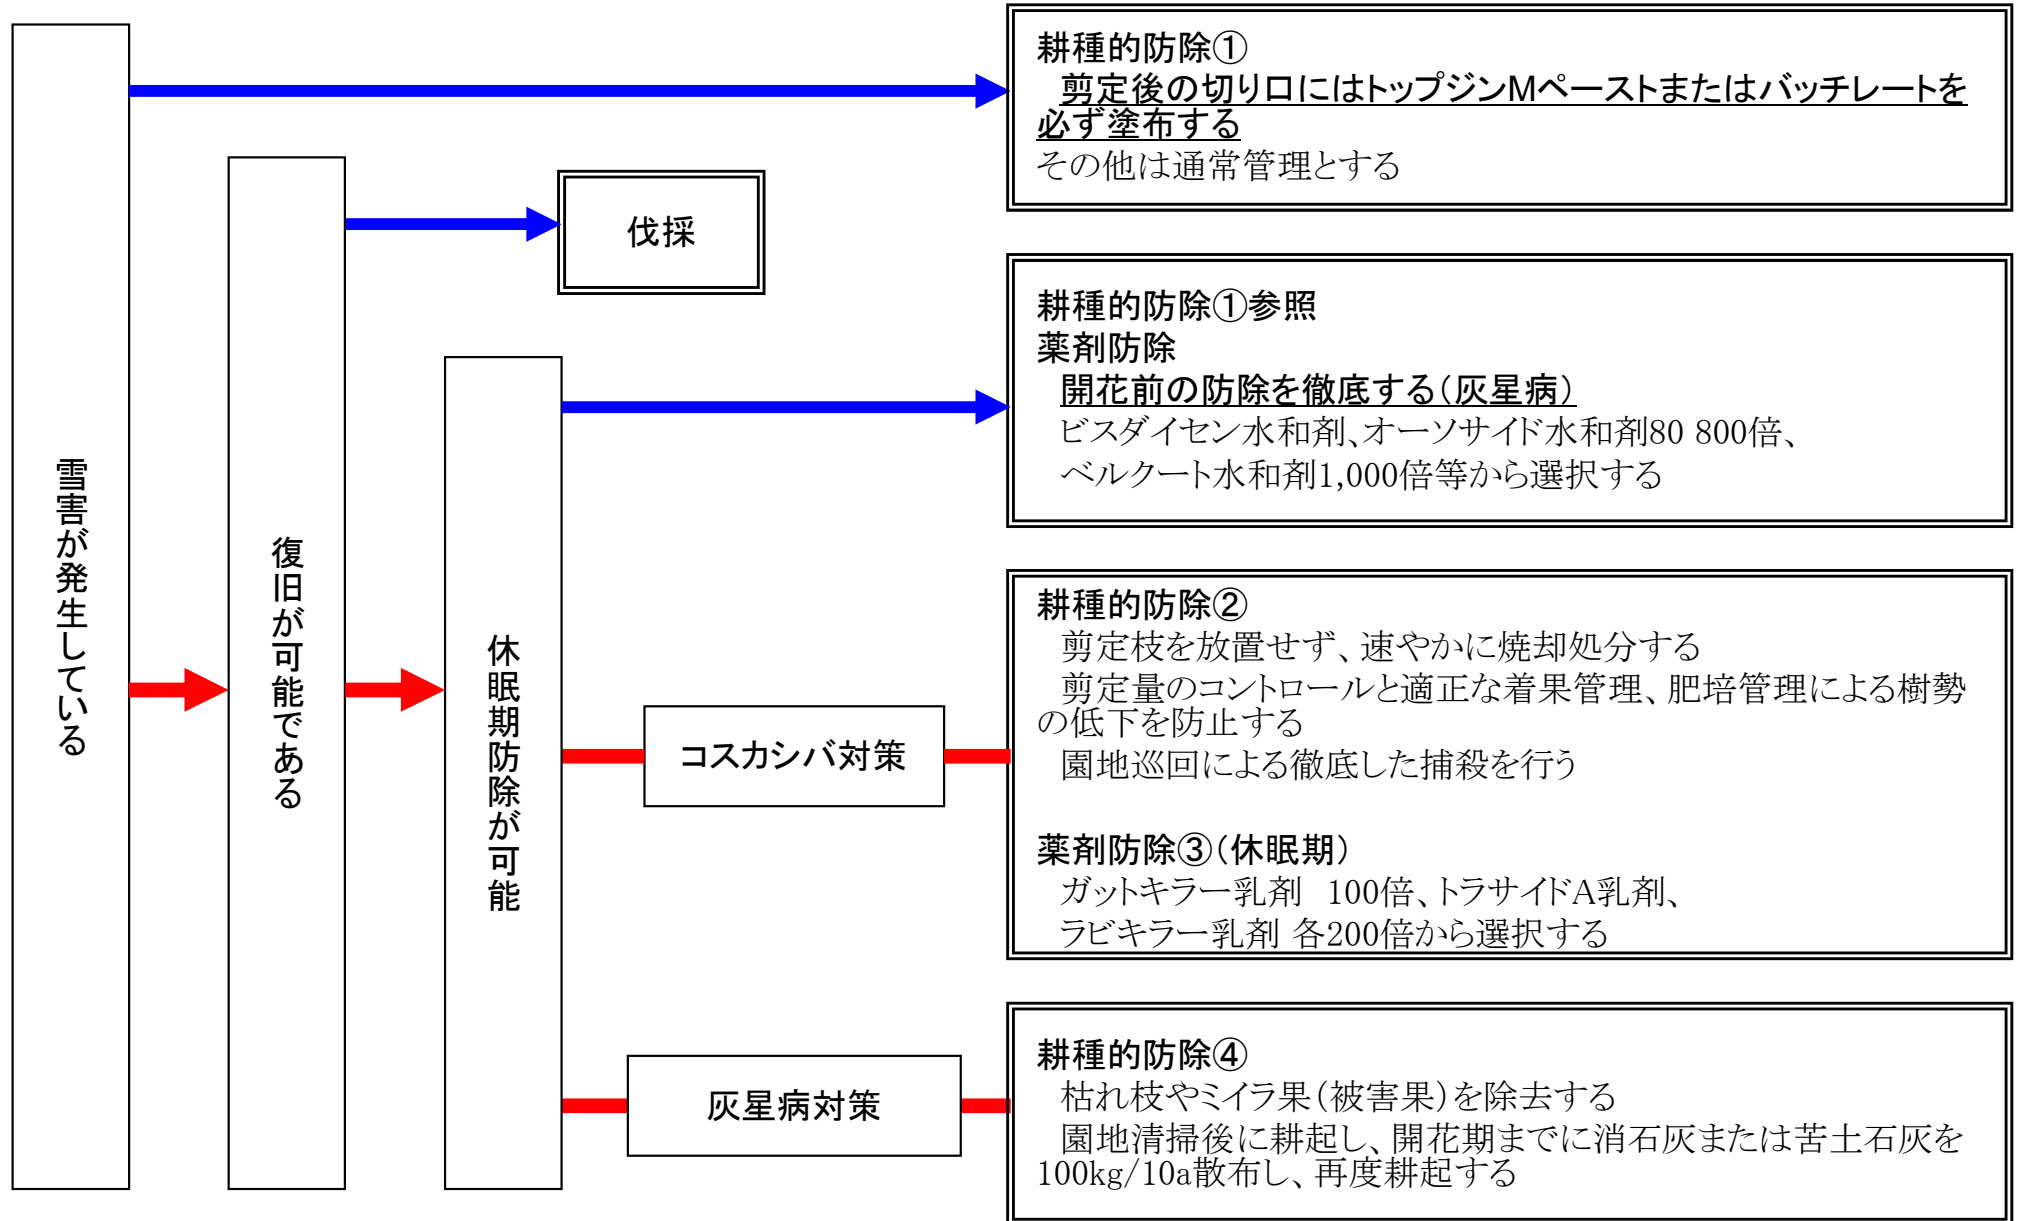 雪害が発生している
復旧が可能である
休眠期防除が可能
伐採
コスカシバ対策
灰星病対策
耕種的防除①
剪定後の切り口にはトップジンMペーストまたはバッチレートを
必ず塗布する
その他は通常管理とする
耕種的防除①参照
薬剤防除
開花前の防除を徹底する(灰星病)
ビスダイセン水和剤、オーソサイド水和剤80 800倍、
ベルクート水和剤1,000倍等から選択する
耕種的防除②
剪定枝を放置せず、速やかに焼却処分する
剪定量のコントロールと適正な着果管理、肥培管理による樹勢
の低下を防止する
園地巡回による徹底した捕殺を行う
薬剤防除③(休眠期)
ガットキラー乳剤 100倍、トラサイドA乳剤、
ラビキラー乳剤 各200倍から選択する
耕種的防除④
枯れ枝やミイラ果(被害果)を除去する
園地清掃後に耕起し、開花期までに消石灰または苦土石灰を
100kg/10a散布し、再度耕起する